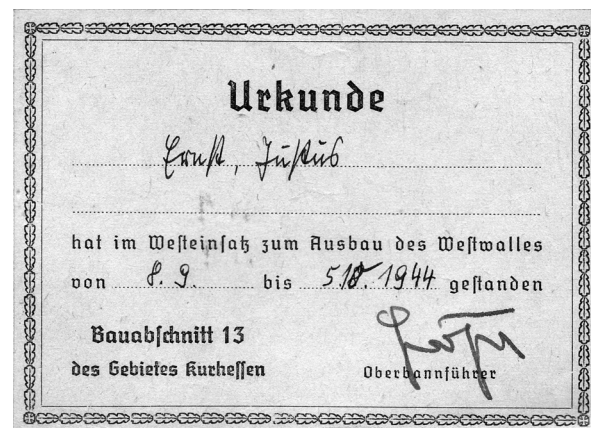 Urkunde
Ernst, Justus
hat im Westeinsatz zum Ausbau des Westwalles
von 8. 9. bis 5 10. 1944 gestanden
Bauabschnitt 13
des Gebietes Kurhessen
Oberbannführer